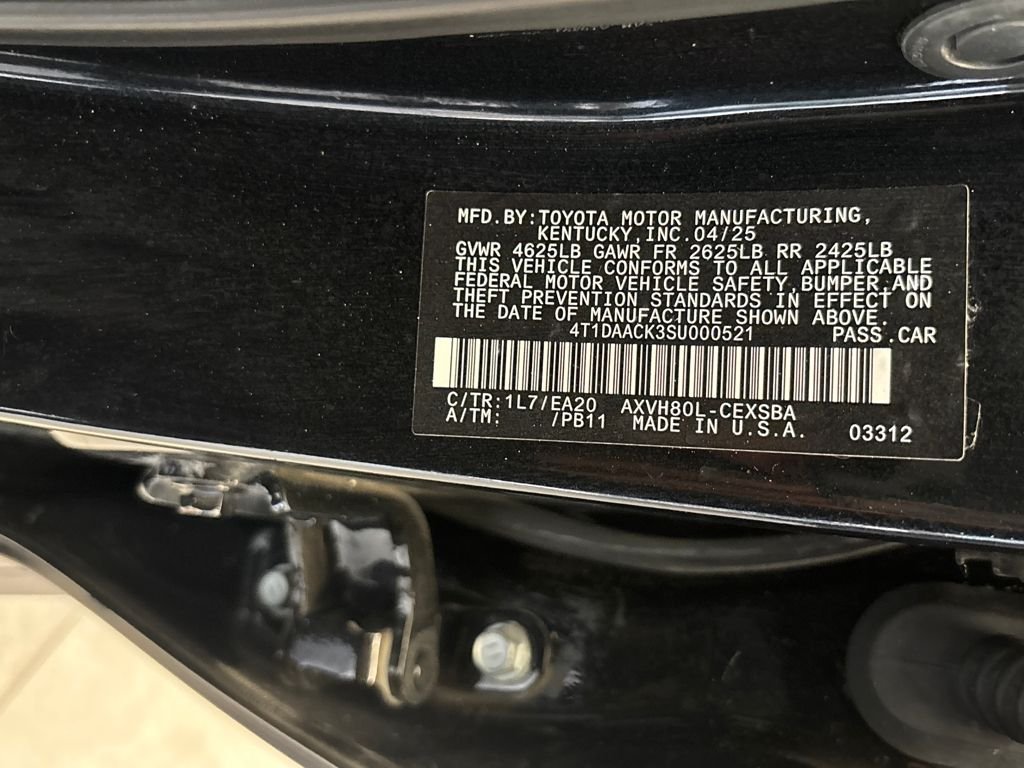 MFD.BY:TOYOTA MOTOR MANUFACTURING,
KENTUCKY,INC.04/25
GVWR 4625LB GAWR FR 2625LB RR 2425LB
THIS VEHICLE CONFORMS TO ALL APPLICABLE
FEDERAL MOTOR VEHICLE SAFETY,BUMPER,AND
THEFT PREVENTION STANDARDS IN EFFECT ON
THE DATE OF MANUFACTURE SHOWN ABOVE.
4T1DAACK3SU000521 PASS.CAR
C/TR:1L7/EA20 AXVH80L-CEXSBA
A/TM: /PB11 MADE IN U.S.A. 03312